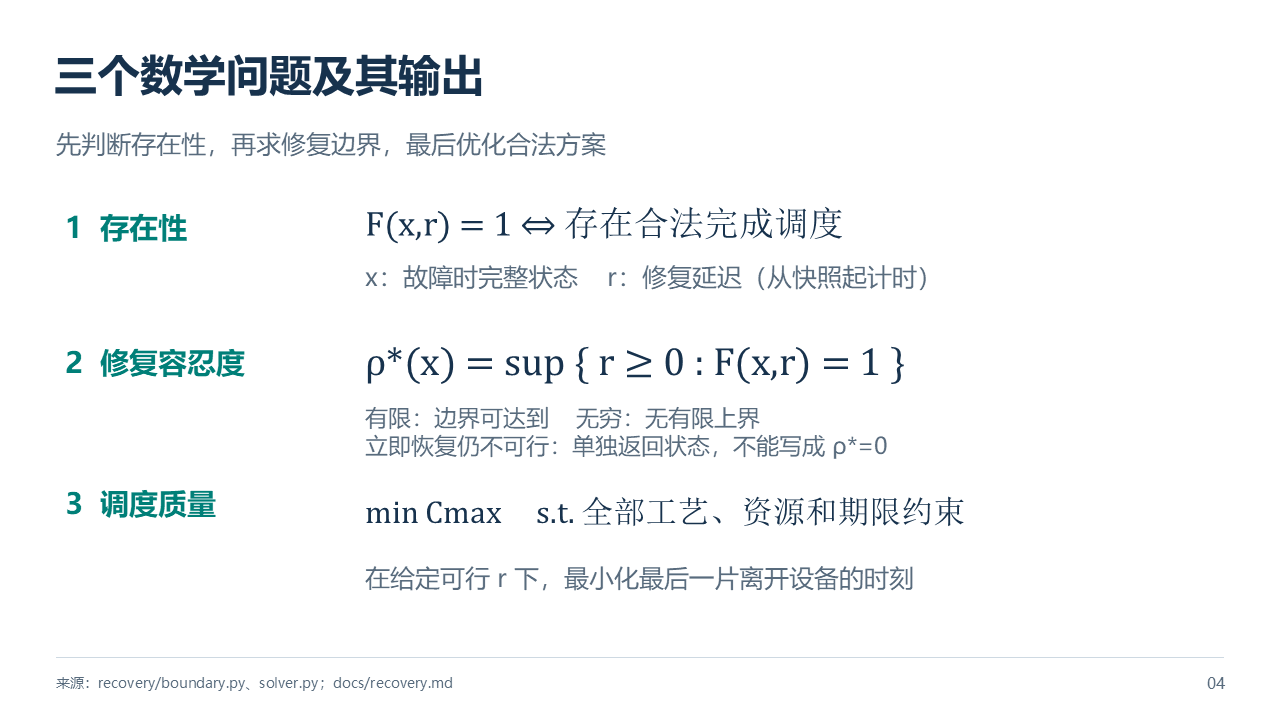 三个数学问题及其输出
先判断存在性，再求修复边界，最后优化合法方案
1 存在性
F(x,r) = 1 ⇔ 存在合法完成调度
x：故障时完整状态 r：修复延迟（从快照起计时）
2 修复容忍度
ρ*(x) = sup { r ≥ 0 : F(x,r) = 1 }
有限：边界可达到 无穷：无有限上界
立即恢复仍不可行：单独返回状态，不能写成 ρ*=0
3 调度质量
min Cmax s.t. 全部工艺、资源和期限约束
在给定可行 r 下，最小化最后一片离开设备的时刻
来源：recovery/boundary.py、solver.py；docs/recovery.md
04